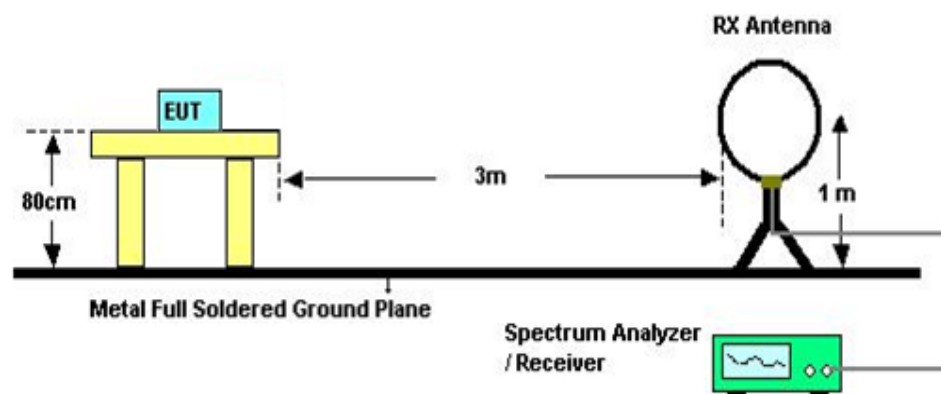 RX Antenna
EUT
3m
80cm
1 m
Metal Full Soldered Ground Plane
Spectrum Analyzer
/ Receiver